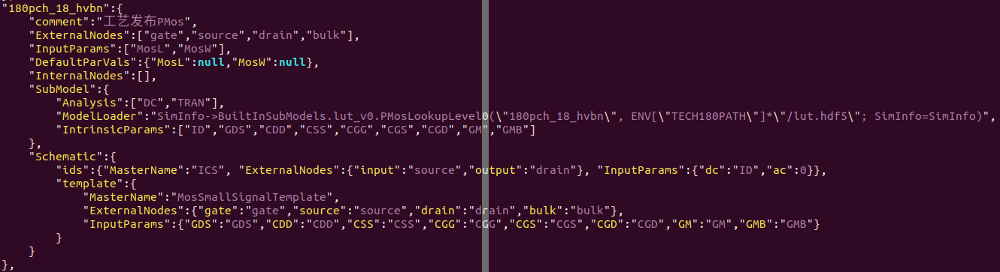 "180pch_18_hvbn":{
    "comment":"工艺发布PMos",
    "ExternalNodes":["gate","source","drain","bulk"],
    "InputParams":["MosL","MosW"],
    "DefaultParVals":{"MosL":null,"MosW":null},
    "InternalNodes":[],
    "SubModel":{
        "Analysis":["DC","TRAN"],
        "ModelLoader":"SimInfo->BuiltInSubModels.lut_v0.PMosLookupLevel0(\"180pch_18_hvbn\", ENV[\"TECH180PATH\"]*\"/lut.hdf5\"; SimInfo=SimInfo)",
        "IntrinsicParams":["ID","GDS","CDD","CSS","CGG","CGS","CGD","GM","GMB"]
    },
    "Schematic":{
        "ids":{"MasterName":"ICS", "ExternalNodes":{"input":"source","output":"drain"}, "InputParams":{"dc":"ID","ac":0}},
        "template":{
            "MasterName":"MosSmallSignalTemplate",
            "ExternalNodes":{"gate":"gate","source":"source","drain":"drain","bulk":"bulk"},
            "InputParams":{"GDS":"GDS","CDD":"CDD","CSS":"CSS","CGG":"CGG","CGS":"CGS","CGD":"CGD","GM":"GM","GMB":"GMB"}
        }
    }
},